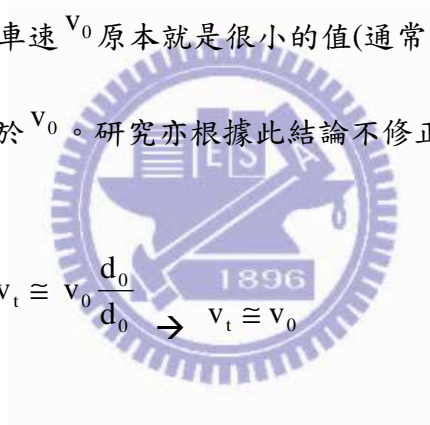 車速 v₀ 原本就是很小的值(通常
於 v₀ 。研究亦根據此結論不修正
E S A
1896
vₜ ≅ v₀ d₀/d₀ → vₜ ≅ v₀